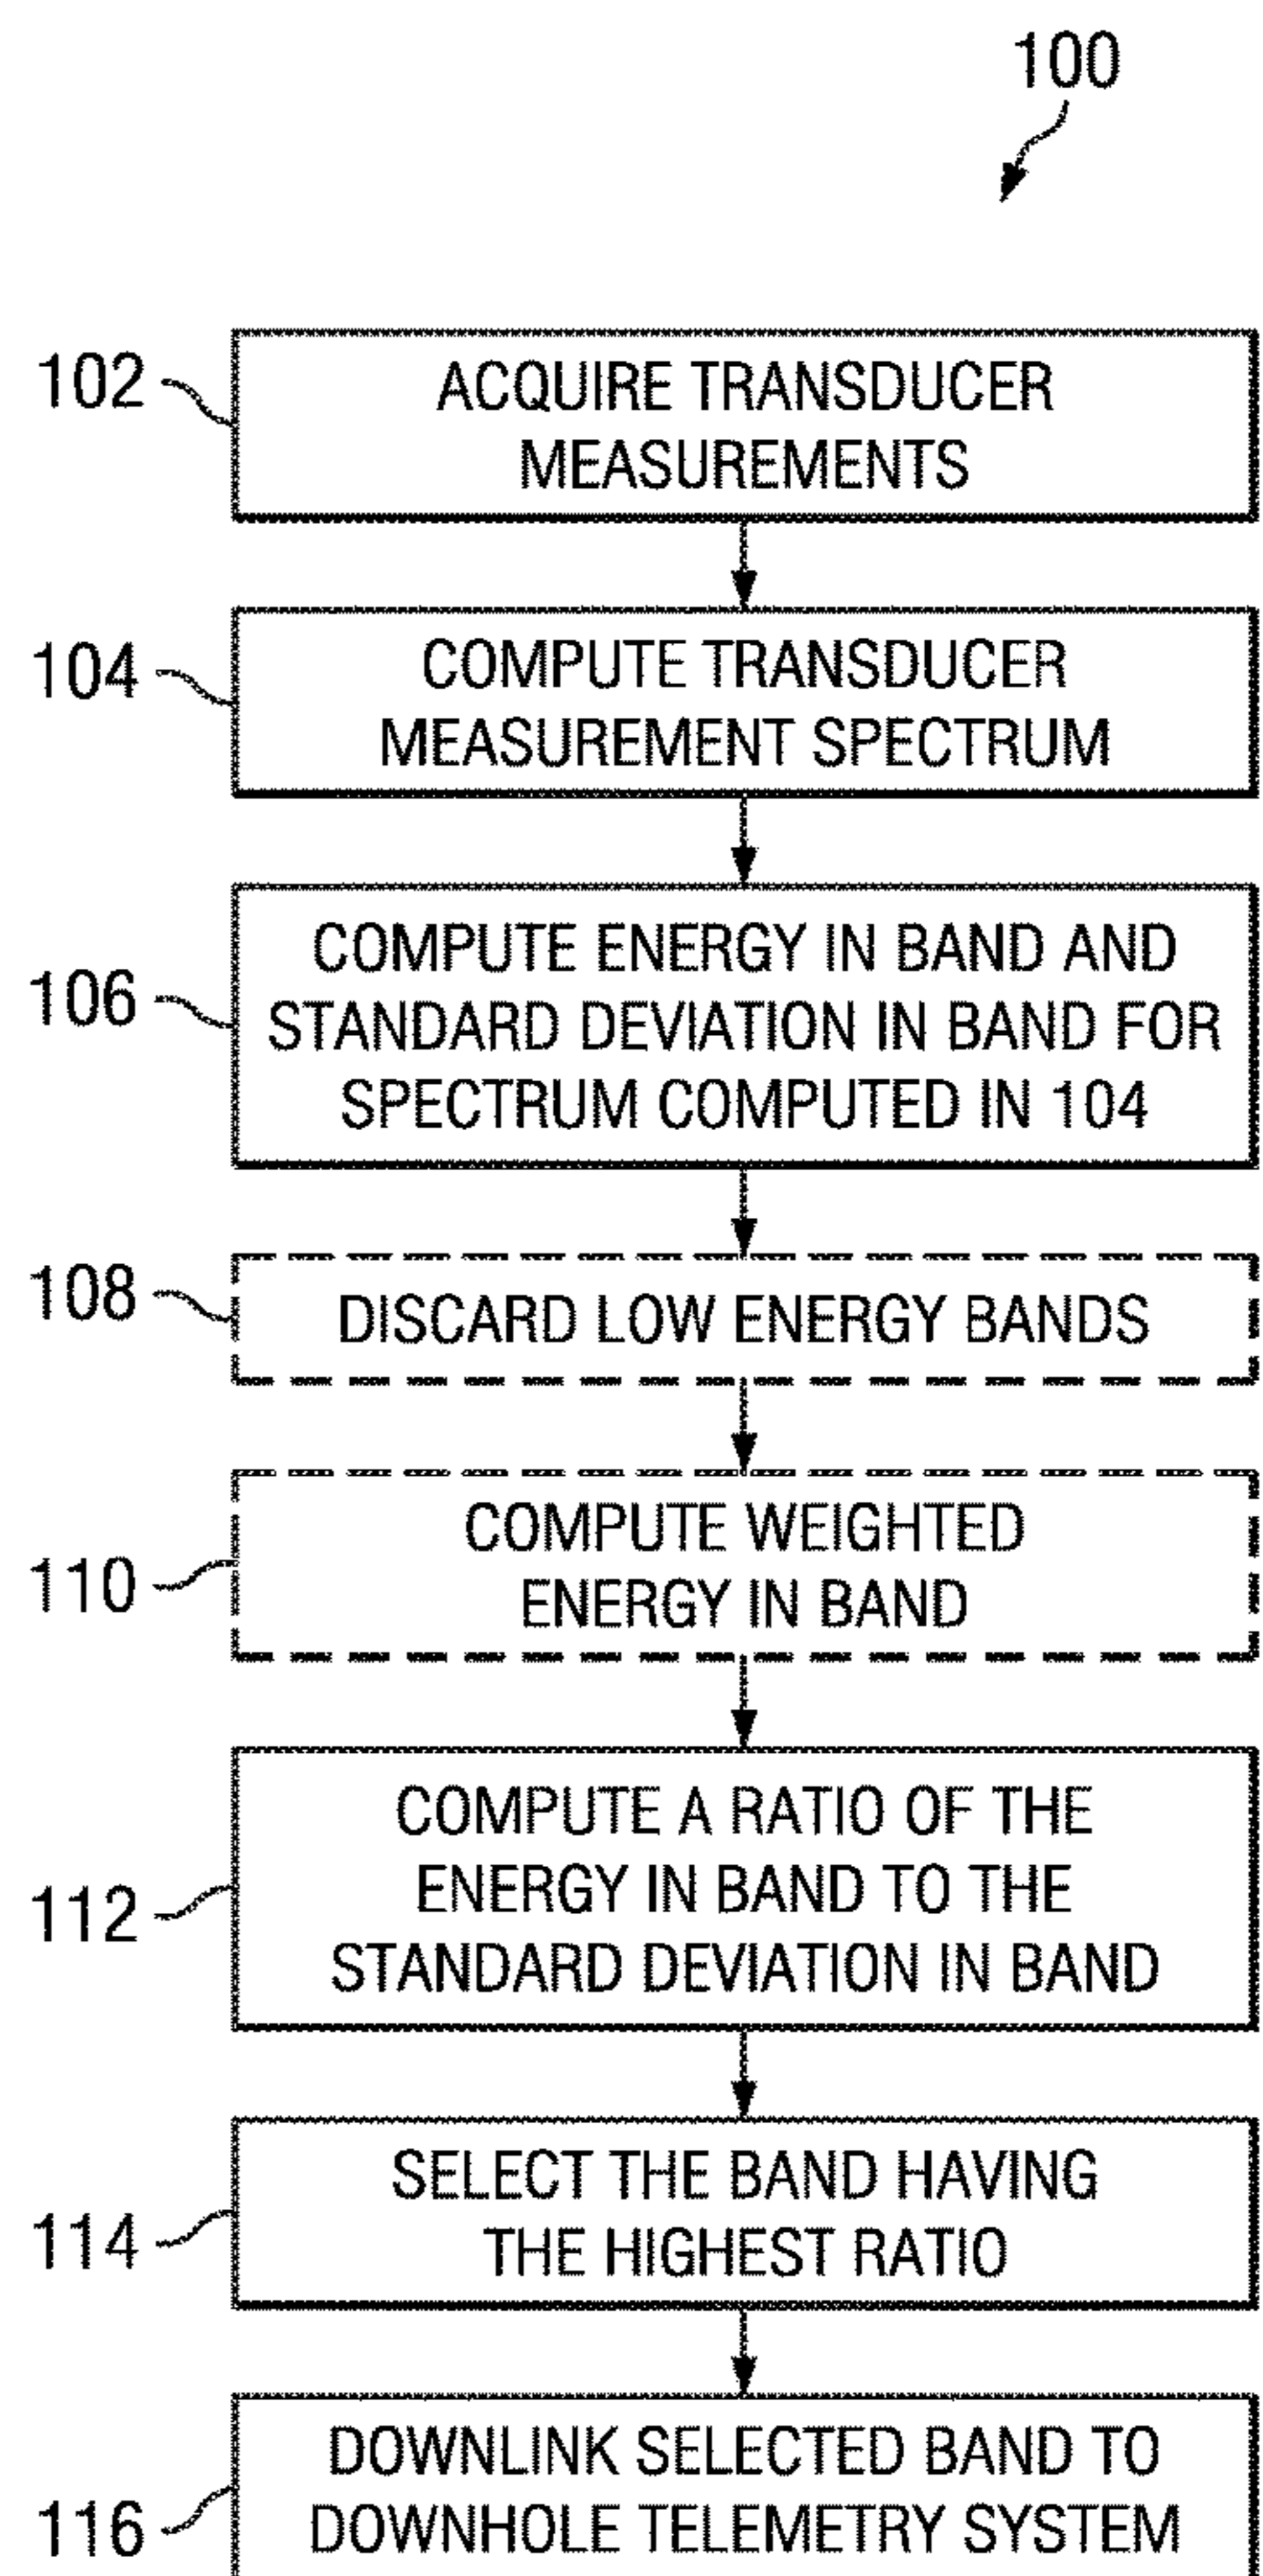 100
102
ACQUIRE TRANSDUCER
MEASUREMENTS
104
COMPUTE TRANSDUCER
MEASUREMENT SPECTRUM
106
COMPUTE ENERGY IN BAND AND
STANDARD DEVIATION IN BAND FOR
SPECTRUM COMPUTED IN 104
108
DISCARD LOW ENERGY BANDS
110
COMPUTE WEIGHTED
ENERGY IN BAND
112
COMPUTE A RATIO OF THE
ENERGY IN BAND TO THE
STANDARD DEVIATION IN BAND
114
SELECT THE BAND HAVING
THE HIGHEST RATIO
116
DOWNLINK SELECTED BAND TO
DOWNHOLE TELEMETRY SYSTEM